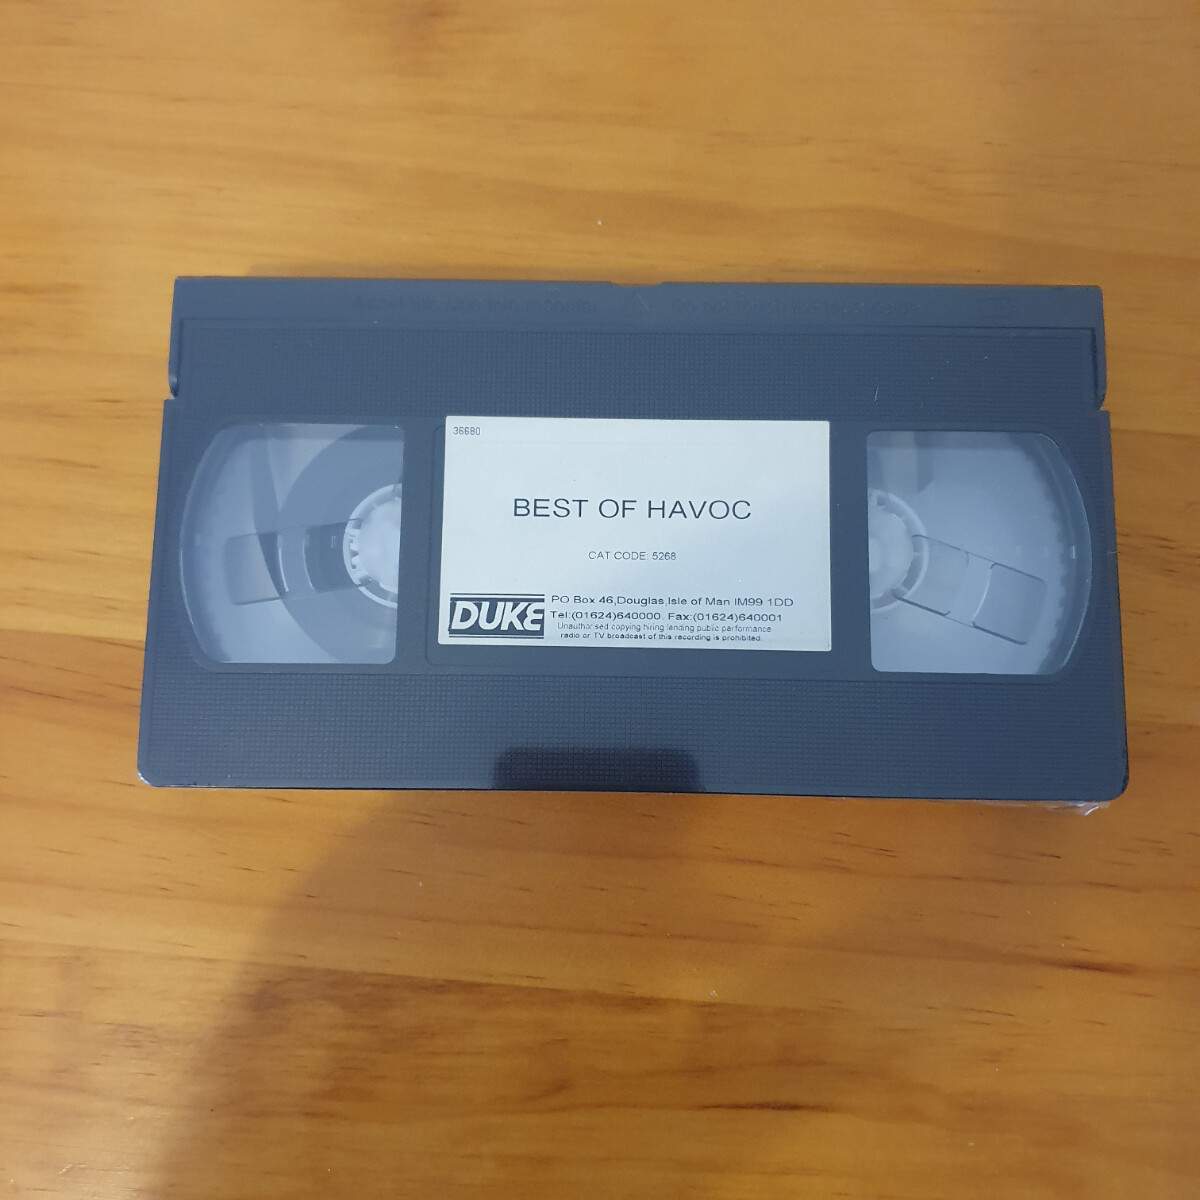 36680
BEST OF HAVOC
CAT CODE: 5268
DUKE
PO Box 46,Douglas,Isle of Man IM99 1DD
Tel:(01624)640000. Fax:(01624)640001
Unauthorised copying hiring lending public performance
radio or TV broadcast of this recording is prohibited.